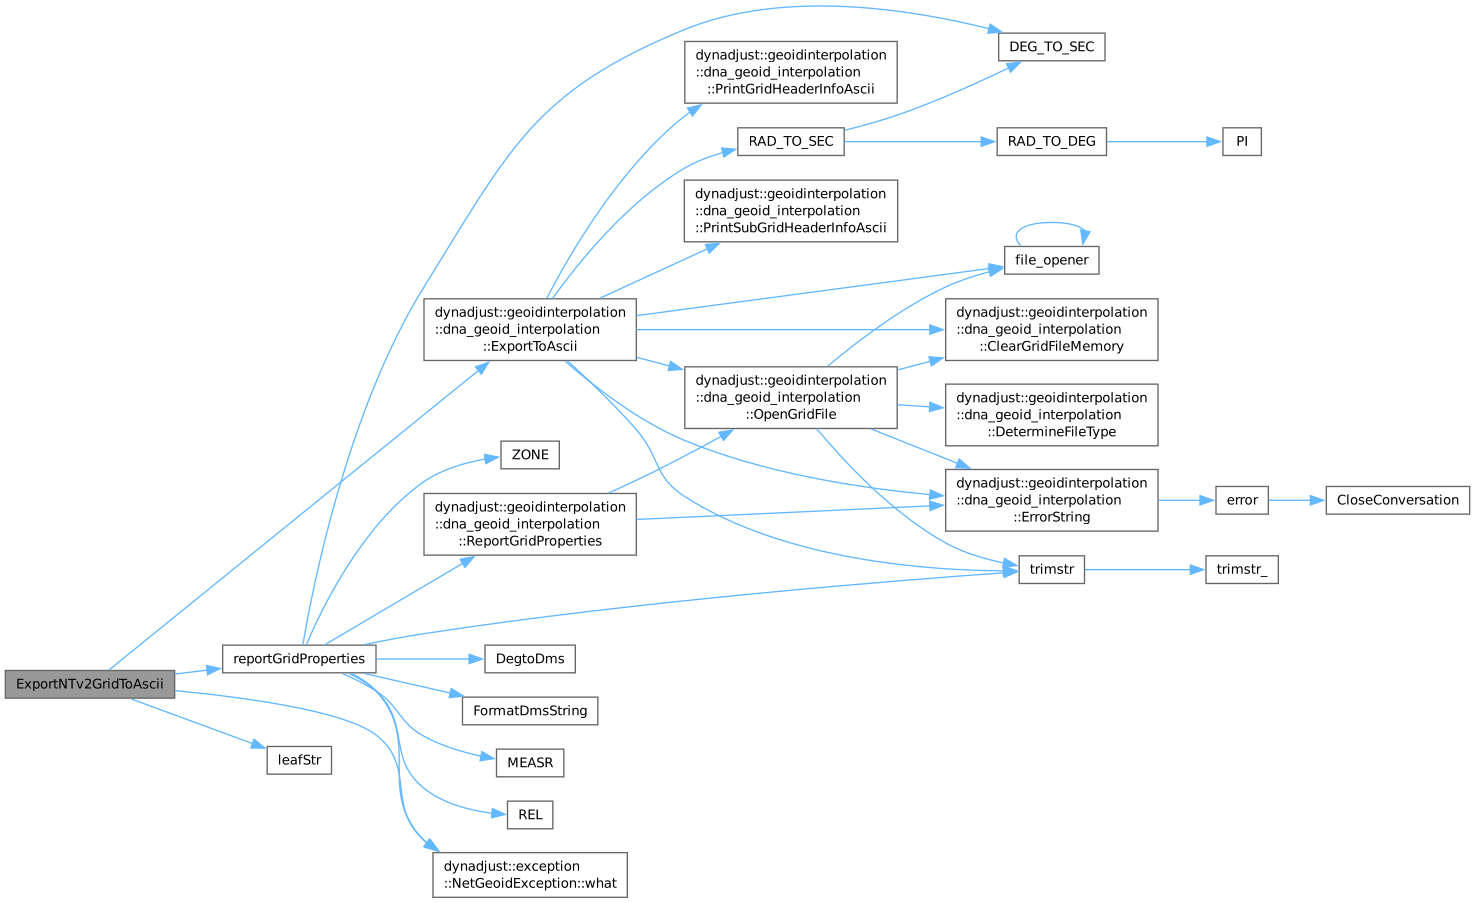 DEG_TO_SEC
dynadjust::geoidinterpolation
::dna_geoid_interpolation
::PrintGridHeaderInfoAscii
RAD_TO_SEC
RAD_TO_DEG
PI
dynadjust::geoidinterpolation
::dna_geoid_interpolation
::PrintSubGridHeaderInfoAscii
file_opener
dynadjust::geoidinterpolation
::dna_geoid_interpolation
::ExportToAscii
dynadjust::geoidinterpolation
::dna_geoid_interpolation
::ClearGridFileMemory
dynadjust::geoidinterpolation
::dna_geoid_interpolation
::OpenGridFile
dynadjust::geoidinterpolation
::dna_geoid_interpolation
::DetermineFileType
ZONE
dynadjust::geoidinterpolation
::dna_geoid_interpolation
::ErrorString
error
CloseConversation
dynadjust::geoidinterpolation
::dna_geoid_interpolation
::ReportGridProperties
trimstr
trimstr_
reportGridProperties
DegtoDms
ExportNTv2GridToAscii
FormatDmsString
leafStr
MEASR
REL
dynadjust::exception
::NetGeoidException::what